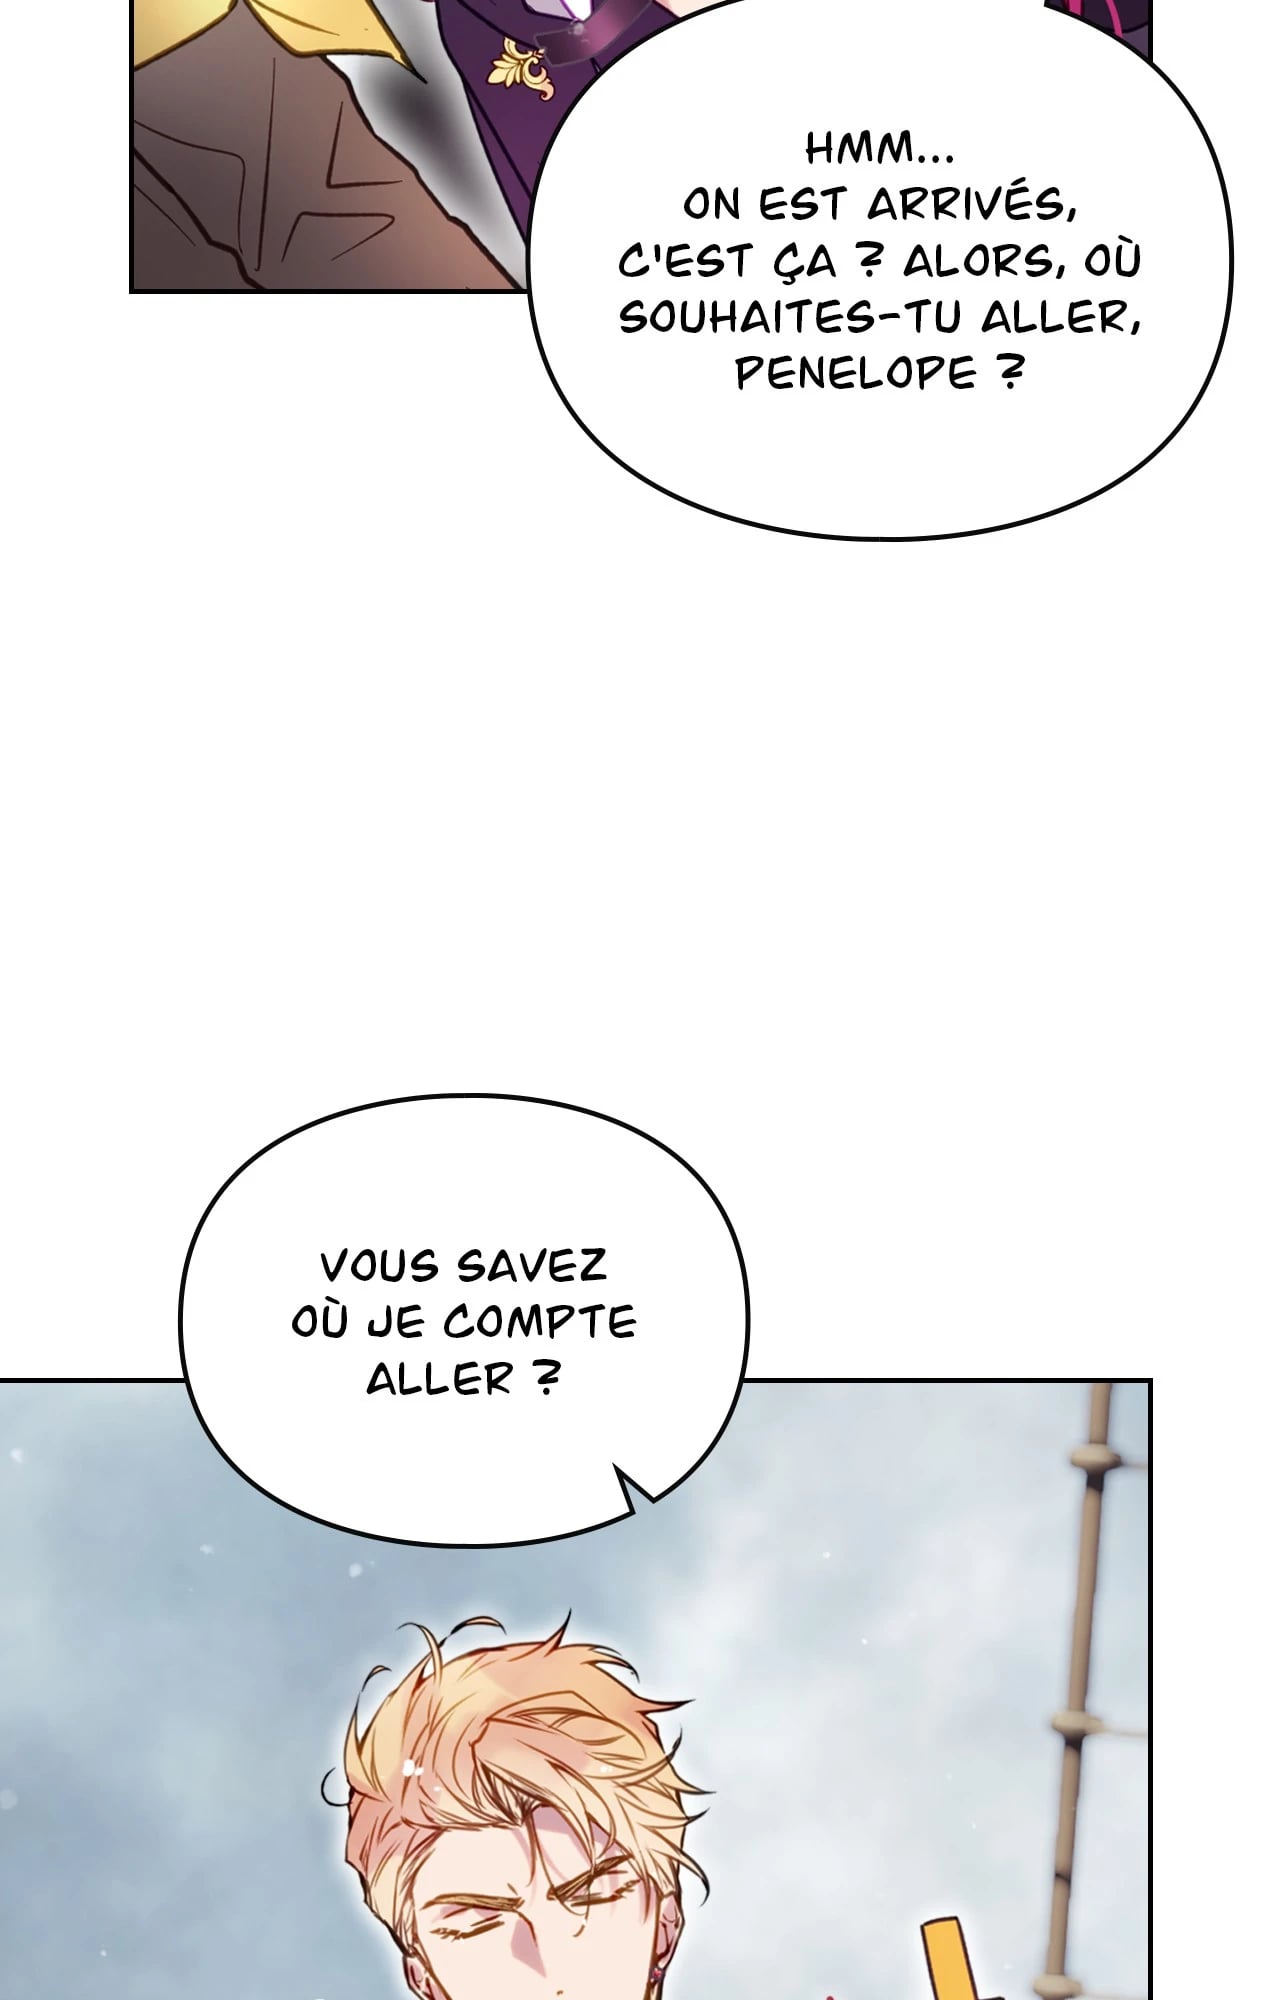 HMM...
ON EST ARRIVÉS,
C'EST ÇA ? ALORS, OÙ
SOUHAITES-TU ALLER,
PENELOPE ?
VOUS SAVEZ
OÙ JE COMPTE
ALLER ?